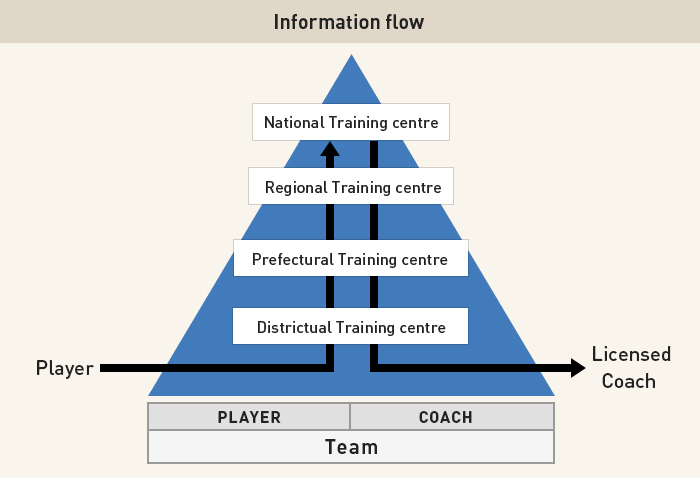 Information flow
National Training centre
Regional Training centre
Prefectural Training centre
Districtual Training centre
Player
Licensed
Coach
PLAYER
COACH
Team